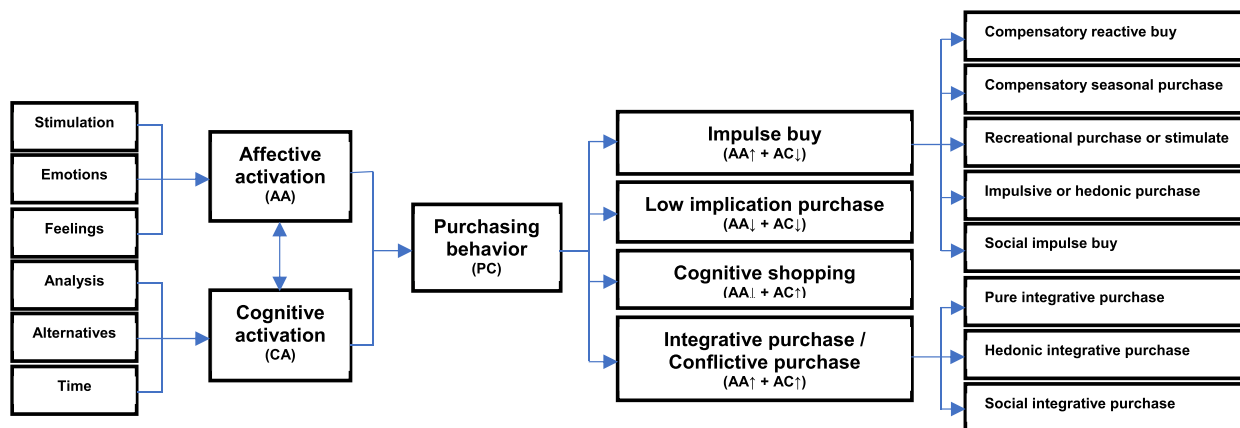 Stimulation
Emotions
Feelings
Analysis
Alternatives
Time
Affective
activation
(AA)
Cognitive
activation
(CA)
Purchasing
behavior
(PC)
Impulse buy
(AA↑ + AC↓)
Low implication purchase
(AA↓ + AC↓)
Cognitive shopping
(AA↓ + AC↑)
Integrative purchase /
Conflictive purchase
(AA↑ + AC↑)
Compensatory reactive buy
Compensatory seasonal purchase
Recreational purchase or stimulate
Impulsive or hedonic purchase
Social impulse buy
Pure integrative purchase
Hedonic integrative purchase
Social integrative purchase